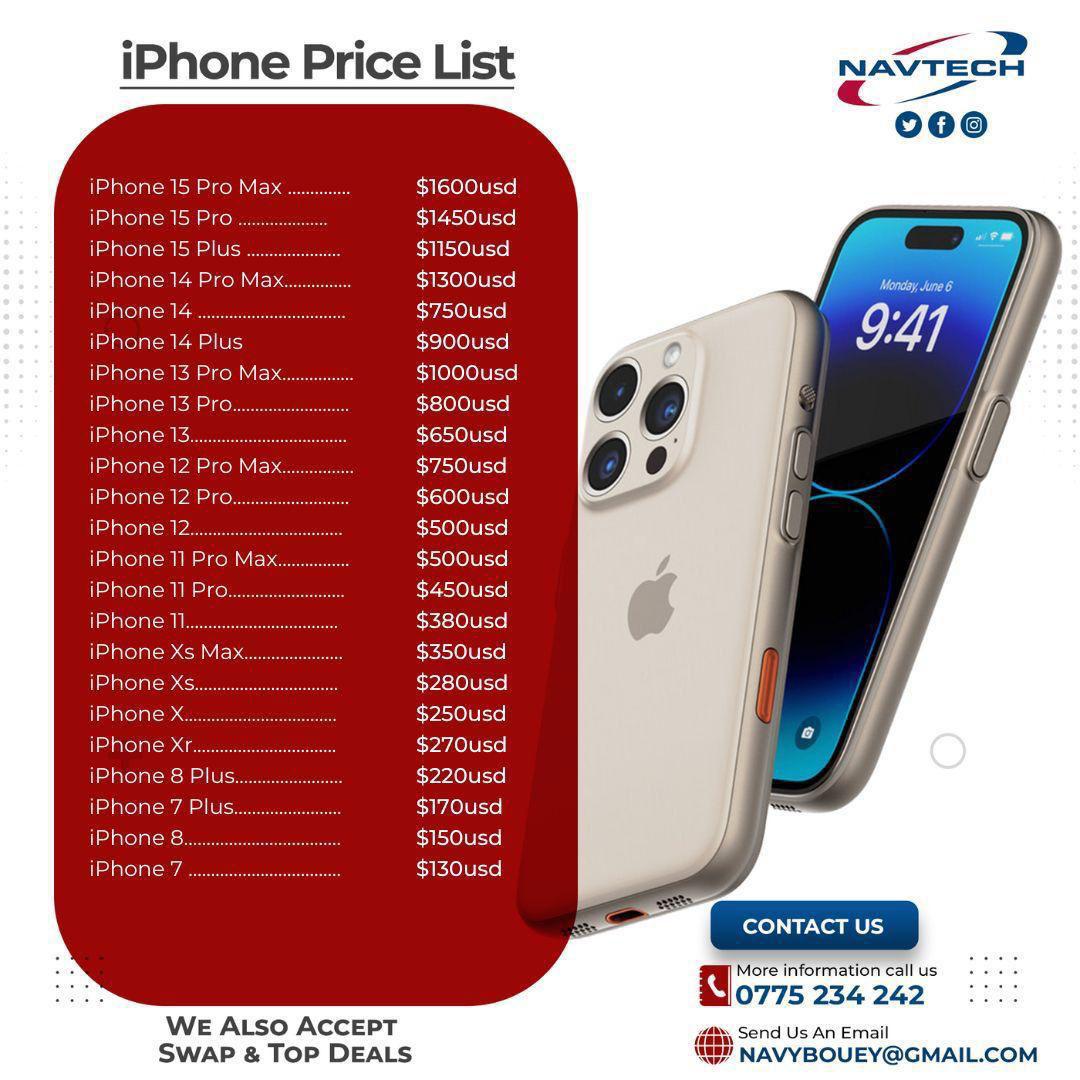 iPhone Price List
NAVTECH
iPhone 15 Pro Max .............. $1600usd
iPhone 15 Pro .................... $1450usd
iPhone 15 Plus ..................... $1150usd
iPhone 14 Pro Max............... $1300usd
iPhone 14 ................................. $750usd
iPhone 14 Plus $900usd
iPhone 13 Pro Max................ $1000usd
iPhone 13 Pro.......................... $800usd
iPhone 13................................... $650usd
iPhone 12 Pro Max................ $750usd
iPhone 12 Pro.......................... $600usd
iPhone 12.................................. $500usd
iPhone 11 Pro Max................ $500usd
iPhone 11 Pro.......................... $450usd
iPhone 11.................................. $380usd
iPhone Xs Max...................... $350usd
iPhone Xs................................ $280usd
iPhone X.................................. $250usd
iPhone Xr................................ $270usd
iPhone 8 Plus........................ $220usd
iPhone 7 Plus........................ $170usd
iPhone 8................................... $150usd
iPhone 7 .................................. $130usd
Monday, June 6
9:41
CONTACT US
More information call us
0775 234 242
Send Us An Email
NAVYBOUEY@GMAIL.COM
WE ALSO ACCEPT
SWAP & TOP DEALS